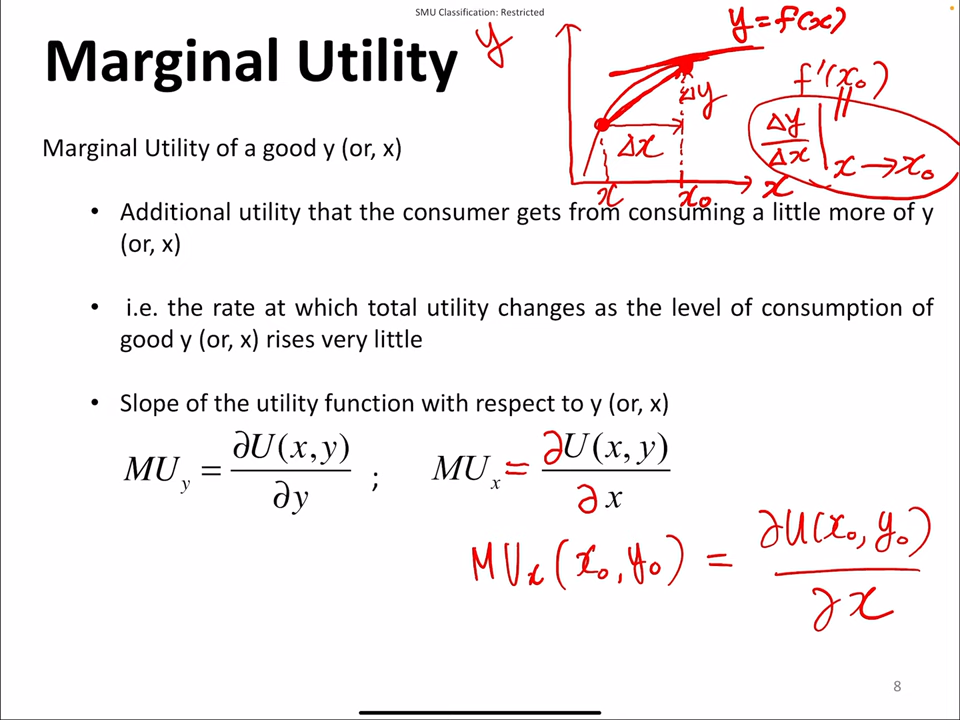 SMU Classification: Restricted
Marginal Utility
y
y = f(x)
f'(x₀)
||
Δy
Δy/Δx | x → x₀
Δx
x x₀ x
Marginal Utility of a good y (or, x)
• Additional utility that the consumer gets from consuming a little more of y
(or, x)
• i.e. the rate at which total utility changes as the level of consumption of
good y (or, x) rises very little
• Slope of the utility function with respect to y (or, x)
MU_y = ∂U(x, y)/∂y ; MU_x = ∂U(x, y)/∂x
MU_x (x₀, y₀) = ∂U(x₀, y₀)/∂x
8